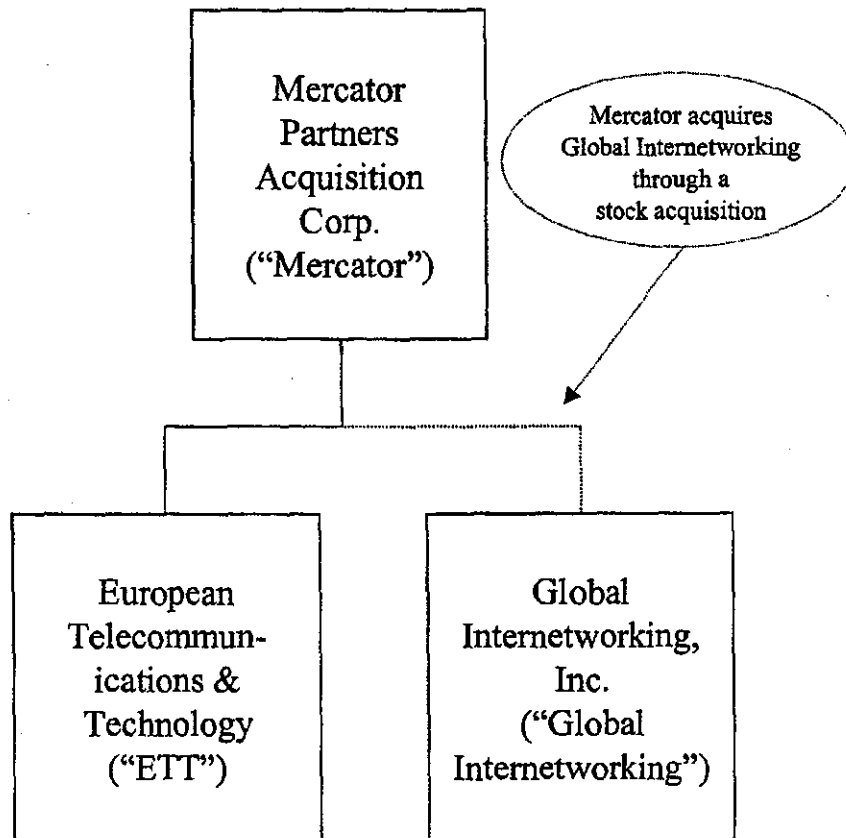 Mercator
Partners
Acquisition
Corp.
(“Mercator”)
Mercator acquires
Global Internetworking
through a
stock acquisition
European
Telecommun-
ications &
Technology
(“ETT”)
Global
Internetworking,
Inc.
(“Global
Internetworking”)